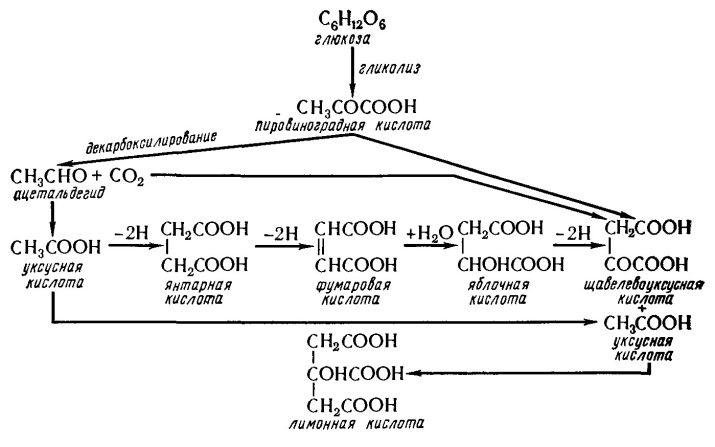 C₆H₁₂O₆
глюкоза
гликолиз
CH₃COCOOH
пировиноградная кислота
декарбоксилирование
CH₃CHO + CO₂
ацетальдегид
CH₃COOH
уксусная
кислота
–2H
CH₂COOH
CH₂COOH
янтарная
кислота
–2H
CHCOOH
CHCOOH
фумаровая
кислота
+H₂O
CH₂COOH
CHOHCOOH
яблочная
кислота
–2H
CH₂COOH
COCOOH
щавелевоуксусная
кислота
+
CH₃COOH
уксусная
кислота
CH₂COOH
COHCOOH
CH₂COOH
лимонная кислота